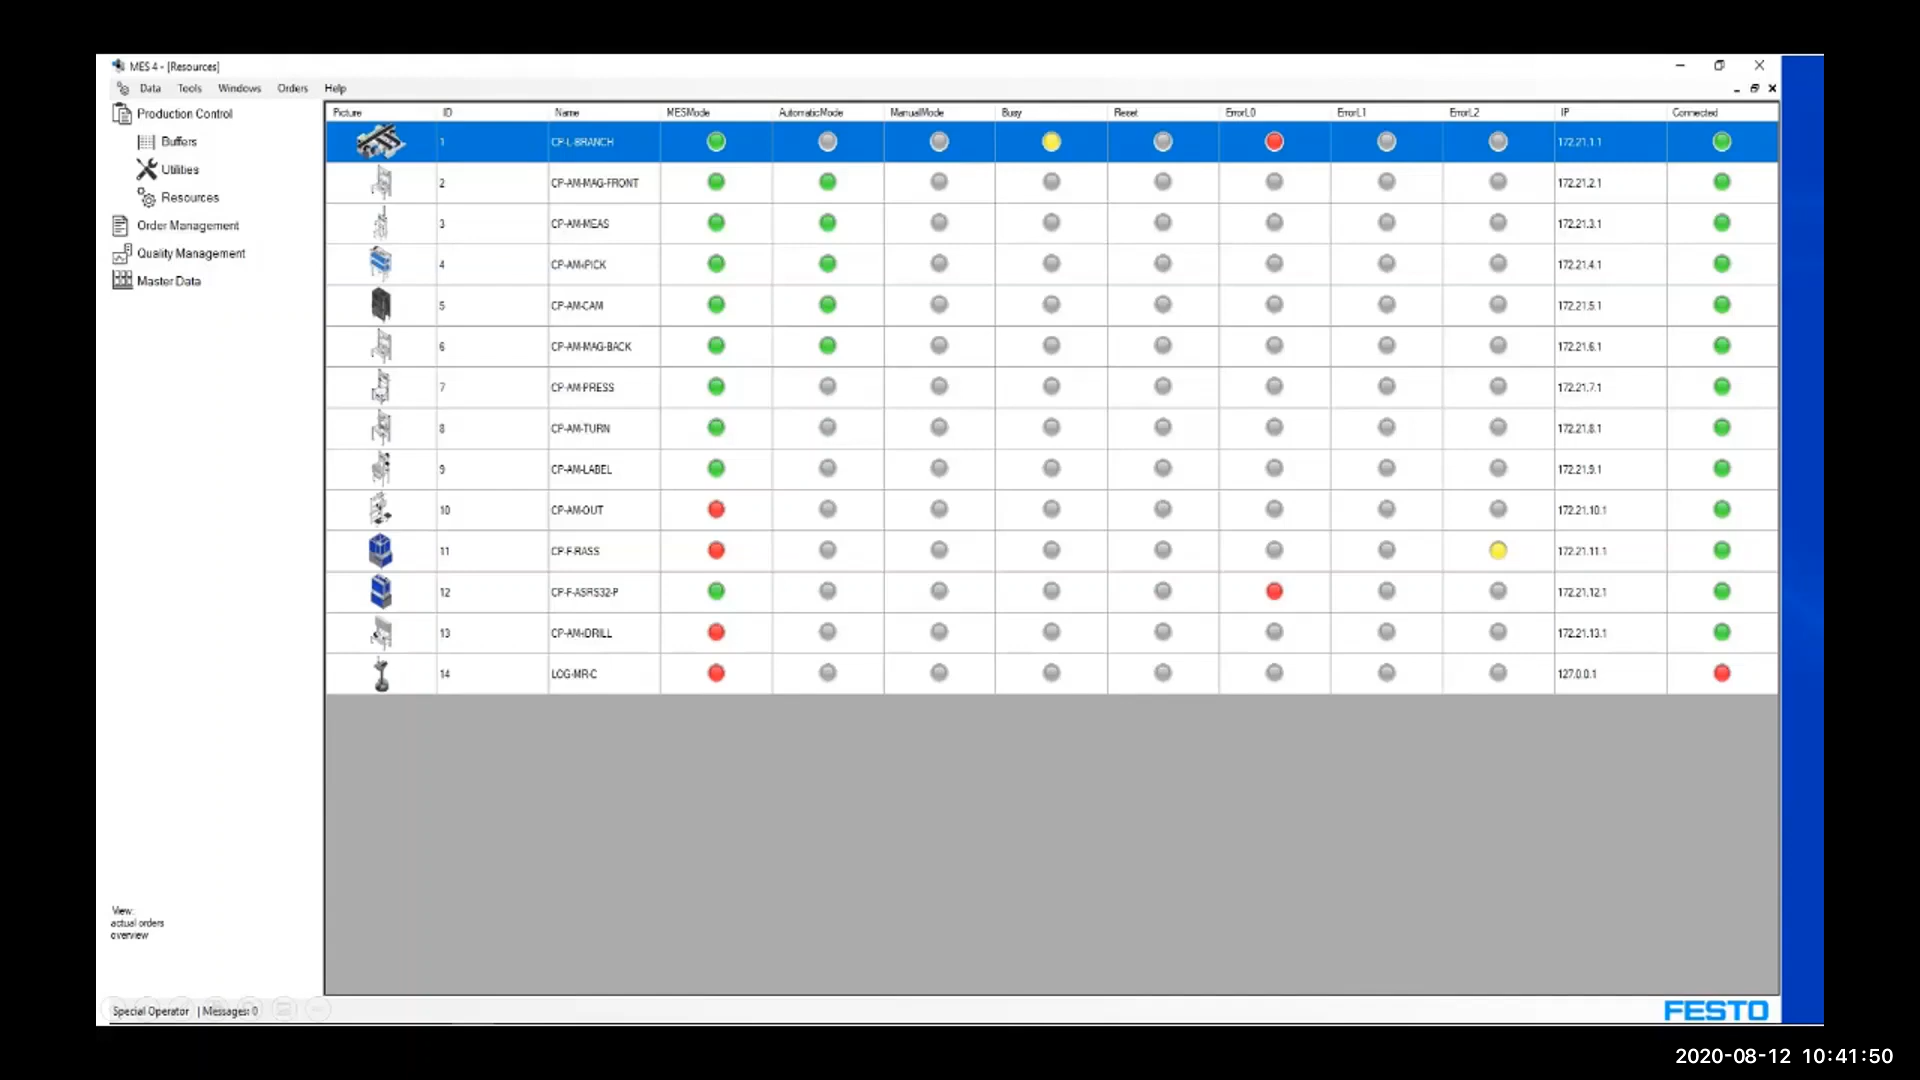 MES 4 - [Resources]
Data Tools Windows Orders Help
Production Control
Buffers
Utilities
Resources
Order Management
Quality Management
Master Data
Picture ID Name MESMode AutomaticMode ManualMode Busy Reset ErrorL0 ErrorL1 ErrorL2 IP Connected
1 CP-L-BRANCH 172.21.1.1
2 CP-AM-MAG-FRONT 172.21.2.1
3 CP-AM-MEAS 172.21.3.1
4 CP-AM-iPICK 172.21.4.1
5 CP-AM-CAM 172.21.5.1
6 CP-AM-MAG-BACK 172.21.6.1
7 CP-AM-PRESS 172.21.7.1
8 CP-AM-TURN 172.21.8.1
9 CP-AM-LABEL 172.21.9.1
10 CP-AM-OUT 172.21.10.1
11 CP-F-RASS 172.21.11.1
12 CP-F-ASRS32-P 172.21.12.1
13 CP-AM-iDRILL 172.21.13.1
14 LOG-MR-C 127.0.0.1
View:
actual orders
overview
Special Operator | Messages: 0
FESTO
2020-08-12 10:41:50